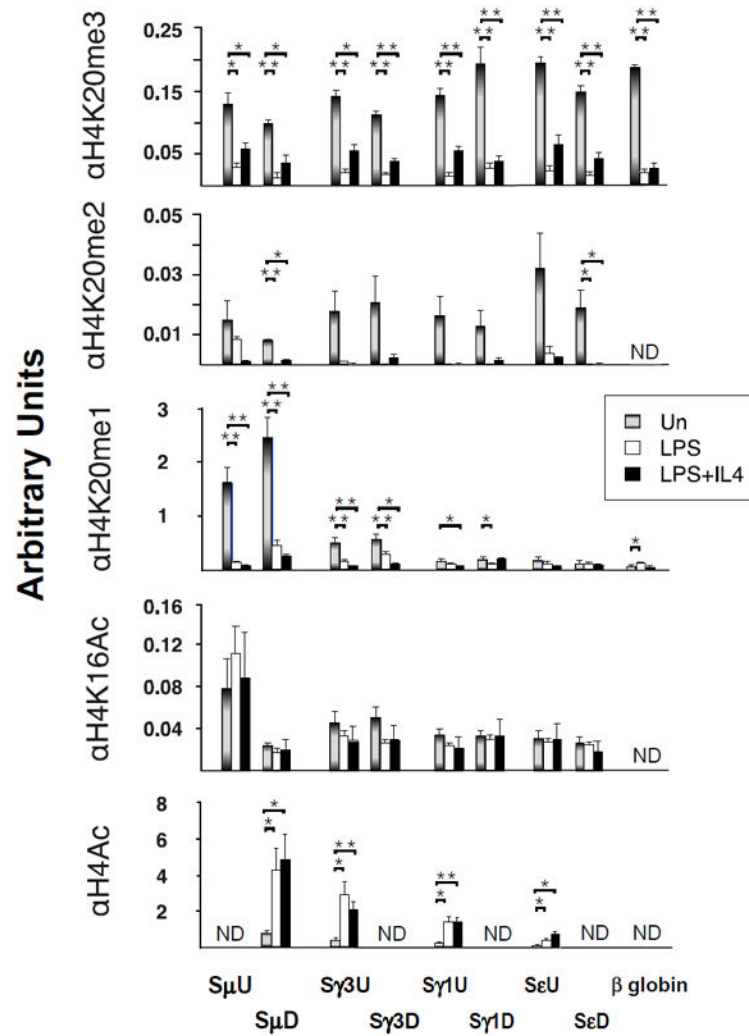 Arbitrary Units
αH4K20me3
* * * * * * * * *
* * ** * ** ** ** ** ** **
0.25
0.15
0.05
αH4K20me2
0.05
0.03
0.01
*
**
*
*
ND
αH4K20me1
3
2
1
**
**
**
**
**
**
*
**
*
*
*
Un
LPS
LPS+IL4
αH4K16Ac
0.16
0.12
0.08
0.04
ND
αH4Ac
8
6
4
2
ND
*
*
**
*
ND
**
*
ND
*
*
ND
ND
SμU Sγ3U Sγ1U SεU β globin
SμD Sγ3D Sγ1D SεD